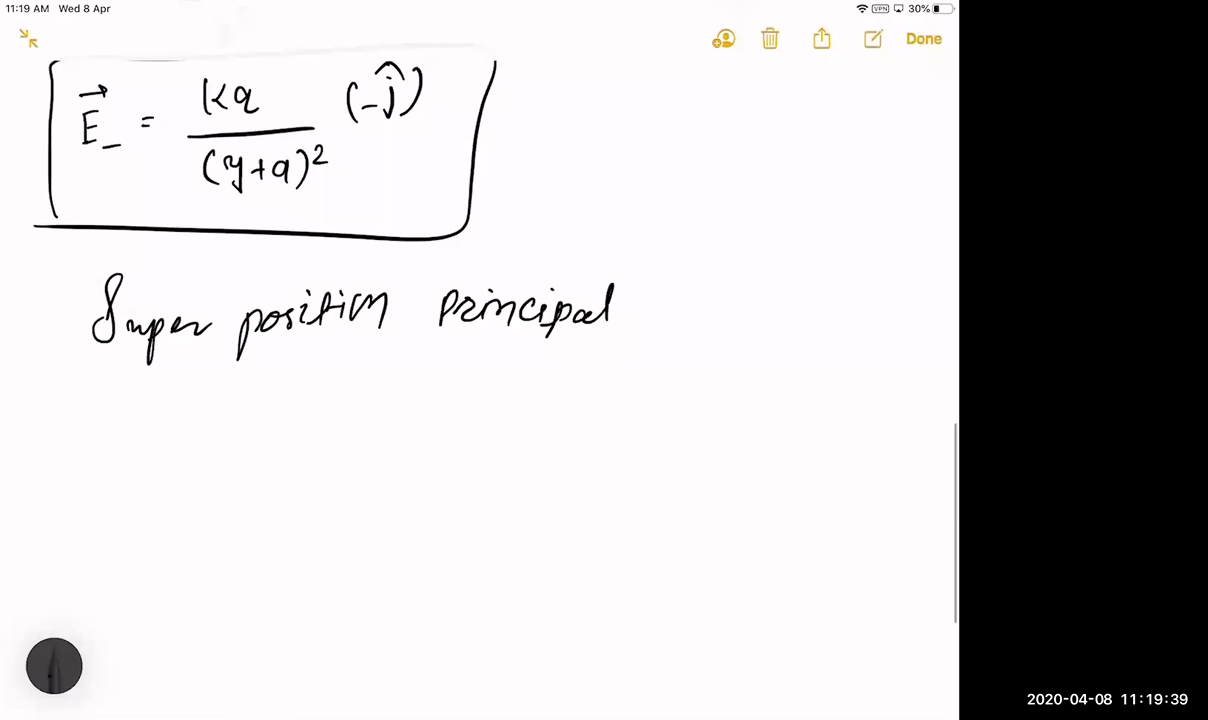 11:19 AM Wed 8 Apr VPN 30%
Done
E⃗_ = kq / (y+a)² (-ĵ)
Super position principal
2020-04-08 11:19:39